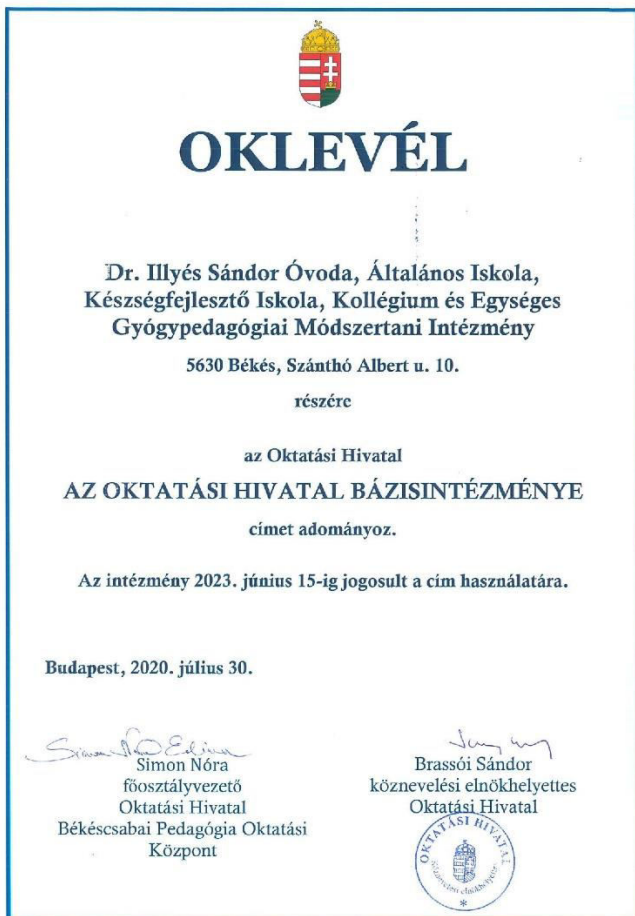 OKLEVÉL
Dr. Illyés Sándor Óvoda, Általános Iskola,
Készségfejlesztő Iskola, Kollégium és Egységes
Gyógypedagógiai Módszertani Intézmény
5630 Békés, Szánthó Albert u. 10.
részére
az Oktatási Hivatal
AZ OKTATÁSI HIVATAL BÁZISINTÉZMÉNYE
címet adományoz.
Az intézmény 2023. június 15-ig jogosult a cím használatára.
Budapest, 2020. július 30.
Simon Nóra
főosztályvezető
Oktatási Hivatal
Békéscsabai Pedagógia Oktatási
Központ
Brassói Sándor
köznevelési elnökhelyettes
Oktatási Hivatal
OKTATÁSI HIVATAL